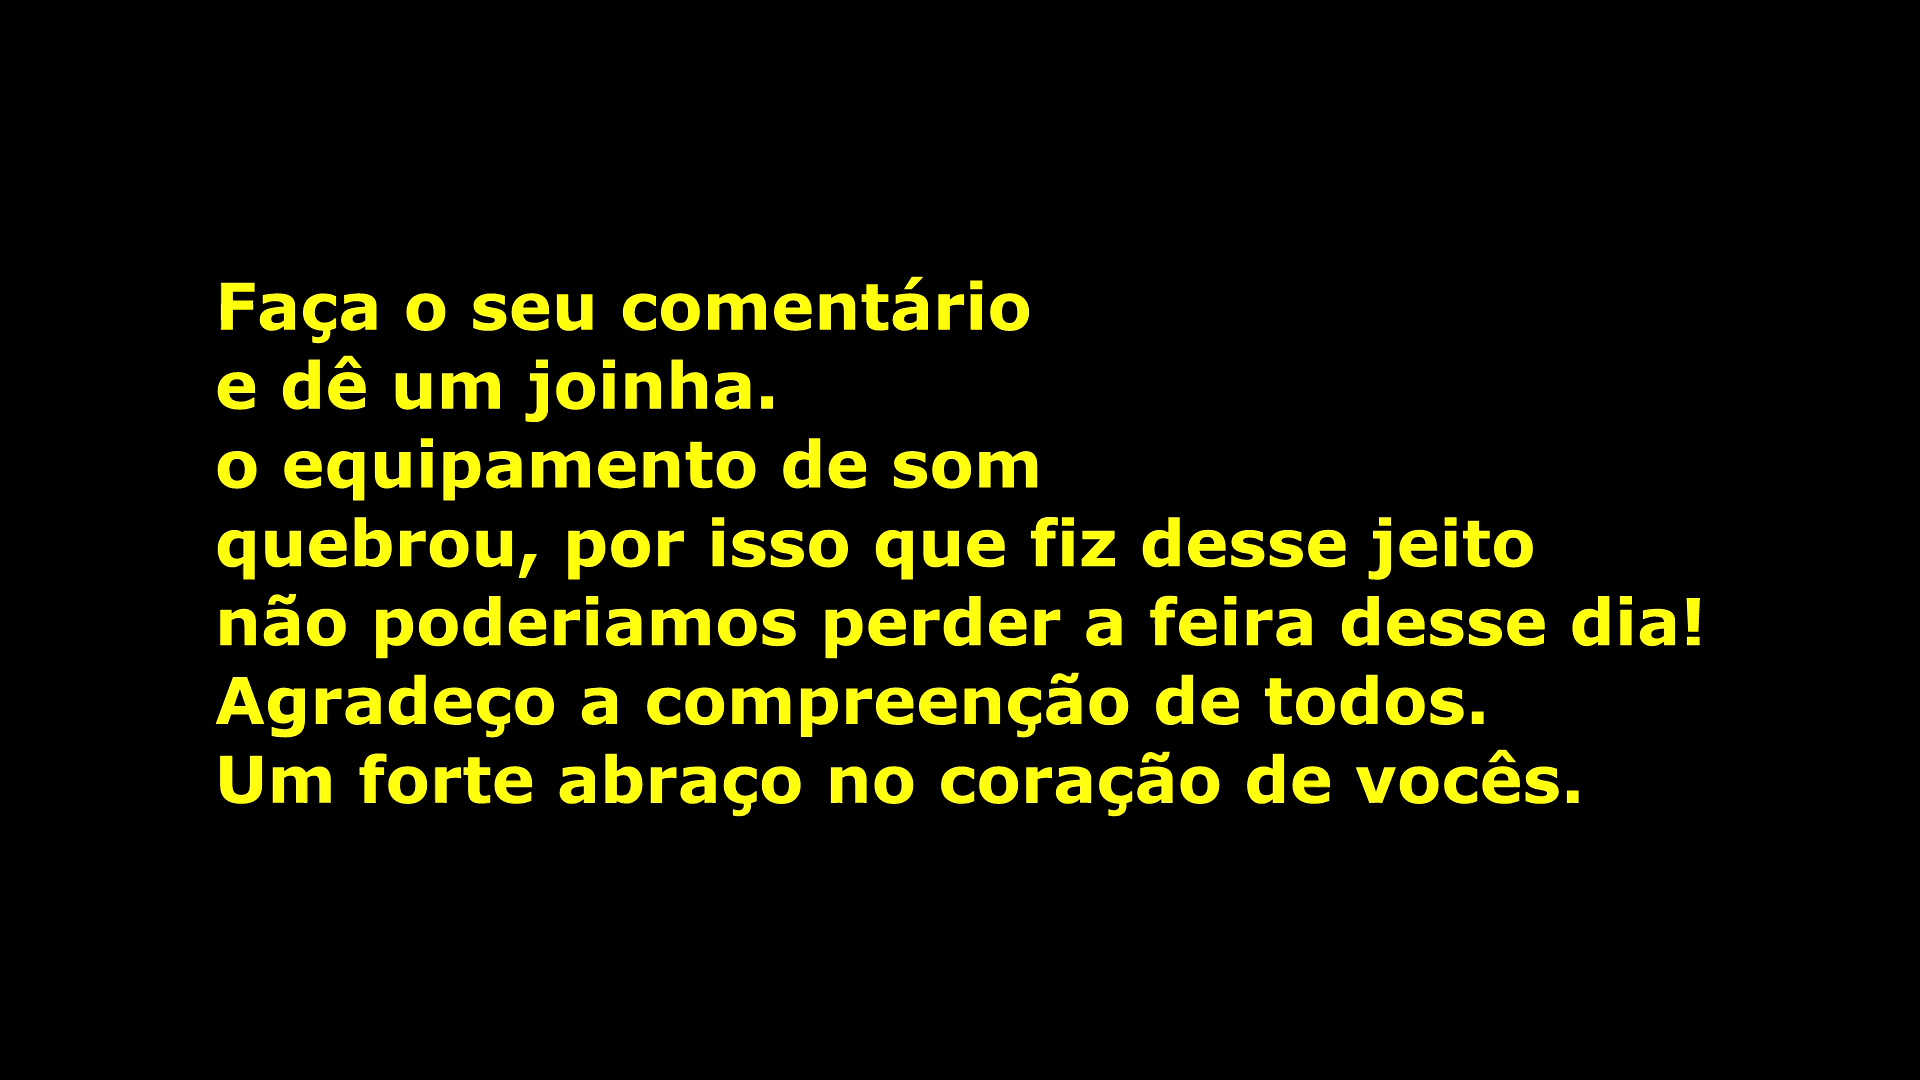 Faça o seu comentário
e dê um joinha.
o equipamento de som
quebrou, por isso que fiz desse jeito
não poderiamos perder a feira desse dia!
Agradeço a compreenção de todos.
Um forte abraço no coração de vocês.